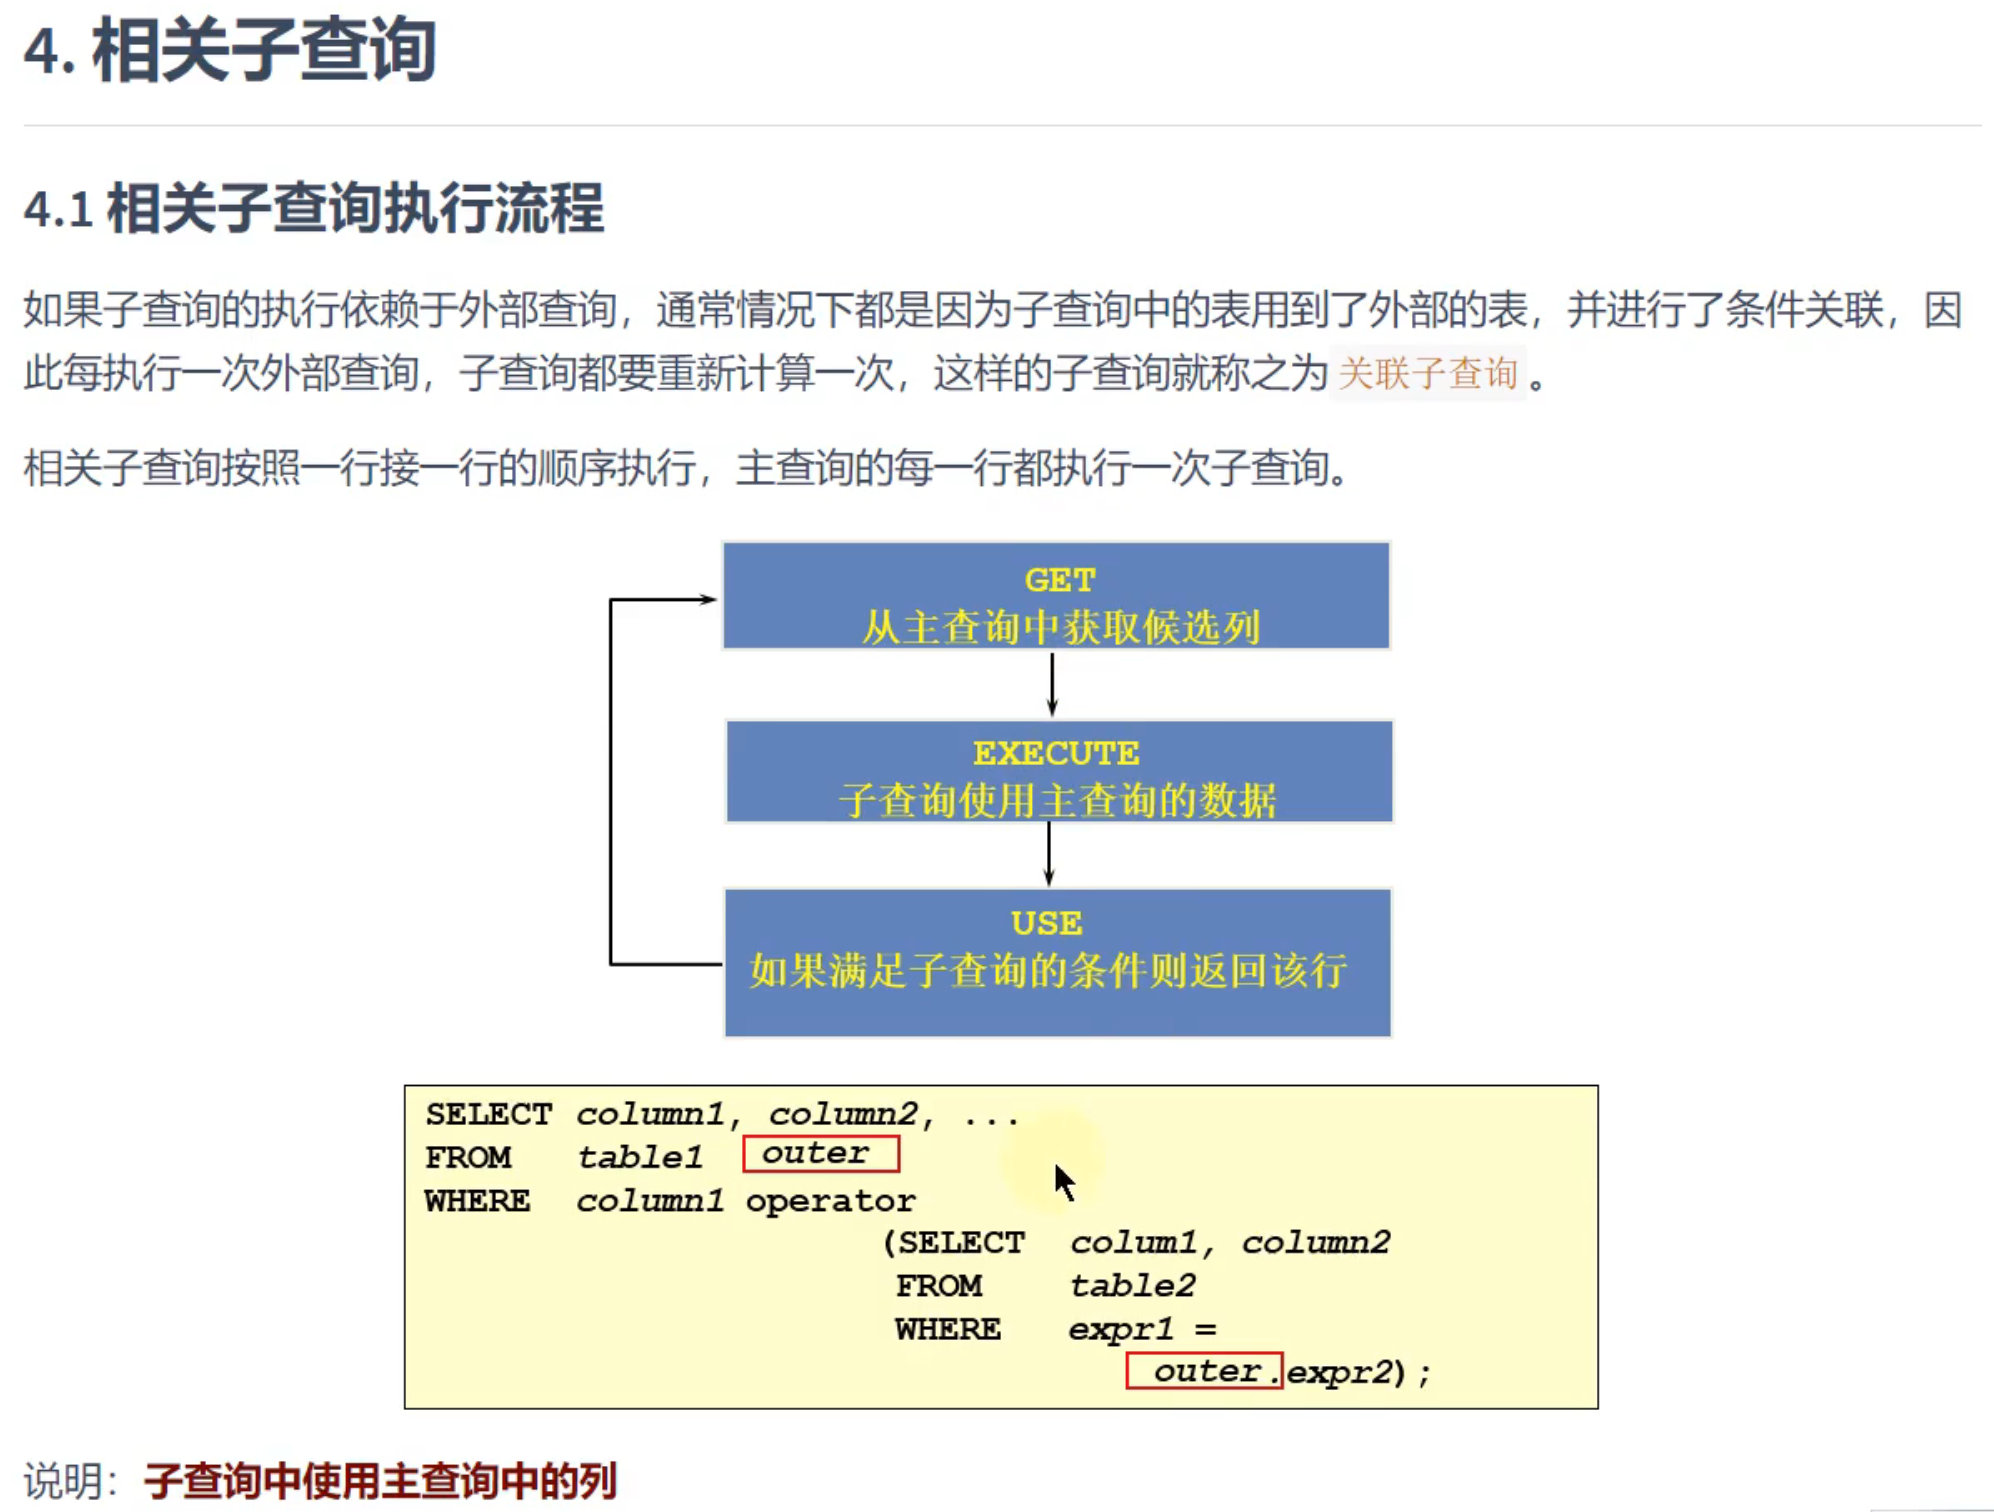 4. 相关子查询
4.1 相关子查询执行流程
如果子查询的执行依赖于外部查询，通常情况下都是因为子查询中的表用到了外部的表，并进行了条件关联，因
此每执行一次外部查询，子查询都要重新计算一次，这样的子查询就称之为 关联子查询 。
相关子查询按照一行接一行的顺序执行，主查询的每一行都执行一次子查询。
GET
从主查询中获取候选列
EXECUTE
子查询使用主查询的数据
USE
如果满足子查询的条件则返回该行
SELECT column1, column2, ...
FROM table1 outer
WHERE column1 operator
(SELECT colum1, column2
FROM table2
WHERE expr1 =
outer.expr2);
说明：子查询中使用主查询中的列